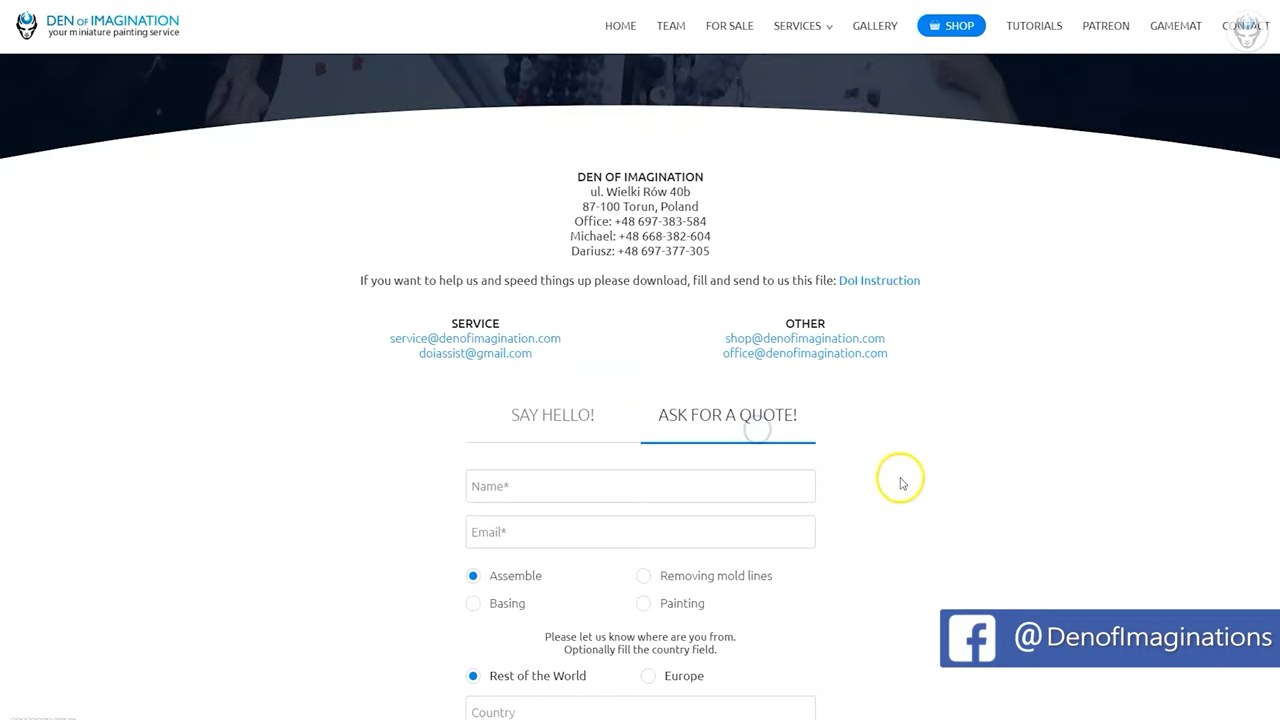 DEN OF IMAGINATION
your miniature painting service
HOME TEAM FOR SALE SERVICES GALLERY SHOP TUTORIALS PATREON GAMEMAT CONTACT
DEN OF IMAGINATION
ul. Wielki Rów 40b
87-100 Torun, Poland
Office: +48 697-383-584
Michael: +48 668-382-604
Dariusz: +48 697-377-305
If you want to help us and speed things up please download, fill and send to us this file: DoI Instruction
SERVICE
service@denofimagination.com
doiassist@gmail.com
OTHER
shop@denofimagination.com
office@denofimagination.com
SAY HELLO! ASK FOR A QUOTE!
Name*
Email*
Assemble Removing mold lines
Basing Painting
Please let us know where are you from.
Optionally fill the country field.
Rest of the World Europe
Country
@DenofImaginations